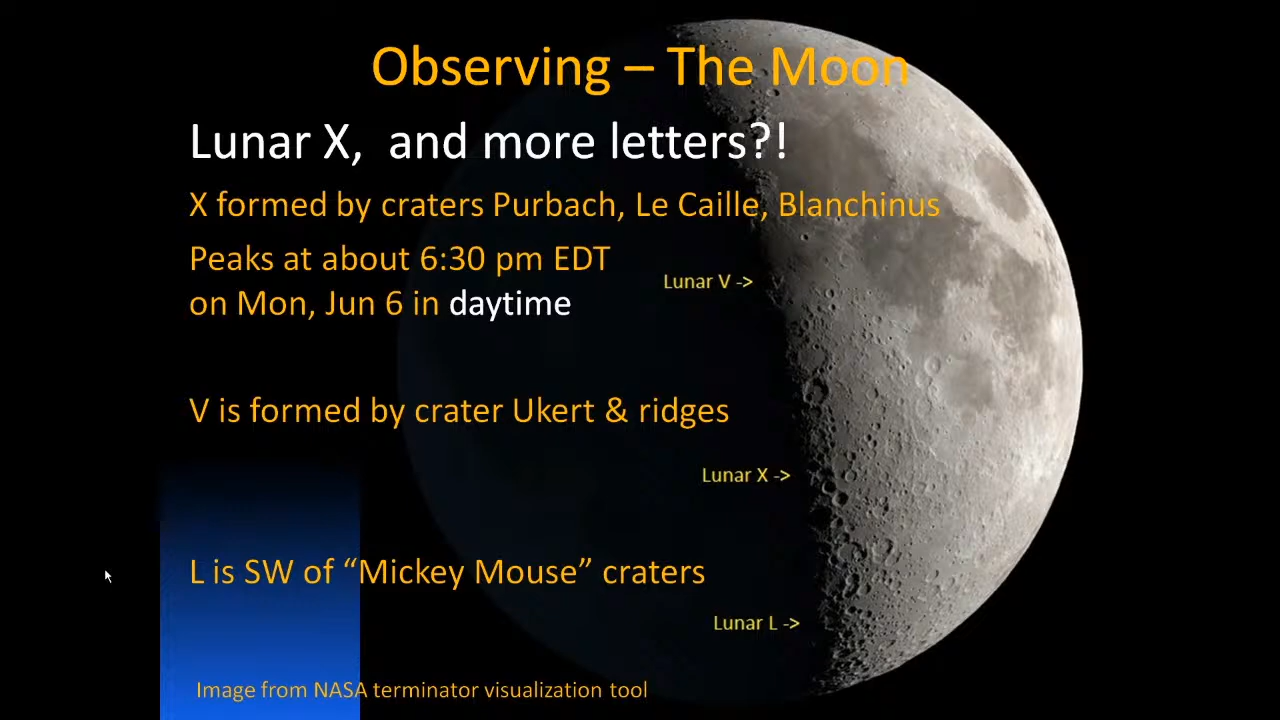 Observing – The Moon
Lunar X,  and more letters?!
X formed by craters Purbach, Le Caille, Blanchinus
Peaks at about 6:30 pm EDT
on Mon, Jun 6 in daytime
Lunar V ->
V is formed by crater Ukert & ridges
Lunar X ->
L is SW of “Mickey Mouse” craters
Lunar L ->
Image from NASA terminator visualization tool